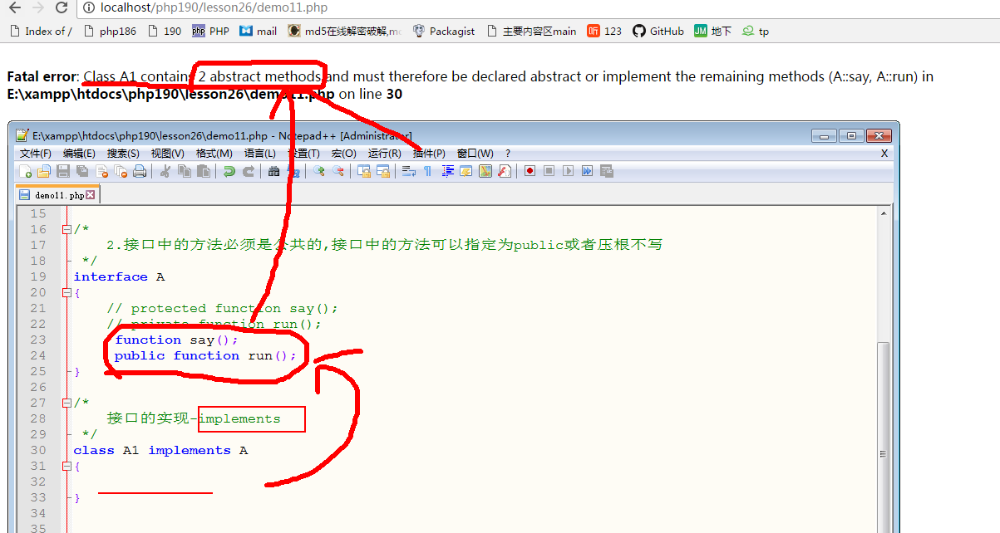 localhost/php190/lesson26/demo11.php
Index of / php186 190 PHP mail md5在线解密破解,md Packagist 主要内容区main 123 GitHub 地下 tp
Fatal error: Class A1 contains 2 abstract methods and must therefore be declared abstract or implement the remaining methods (A::say, A::run) in
E:\xampp\htdocs\php190\lesson26\demo11.php on line 30
E:\xampp\htdocs\php190\lesson26\demo11.php - Notepad++ [Administrator]
文件(F) 编辑(E) 搜索(S) 视图(V) 格式(M) 语言(L) 设置(T) 宏(O) 运行(R) 插件(P) 窗口(W) ? X
demo11.php
15
16 /*
17 2.接口中的方法必须是公共的,接口中的方法可以指定为public或者压根不写
18 */
19 interface A
20 {
21 // protected function say();
22 // private function run();
23 function say();
24 public function run();
25 }
26
27 /*
28 接口的实现-implements
29 */
30 class A1 implements A
31 {
32
33 }
34
35